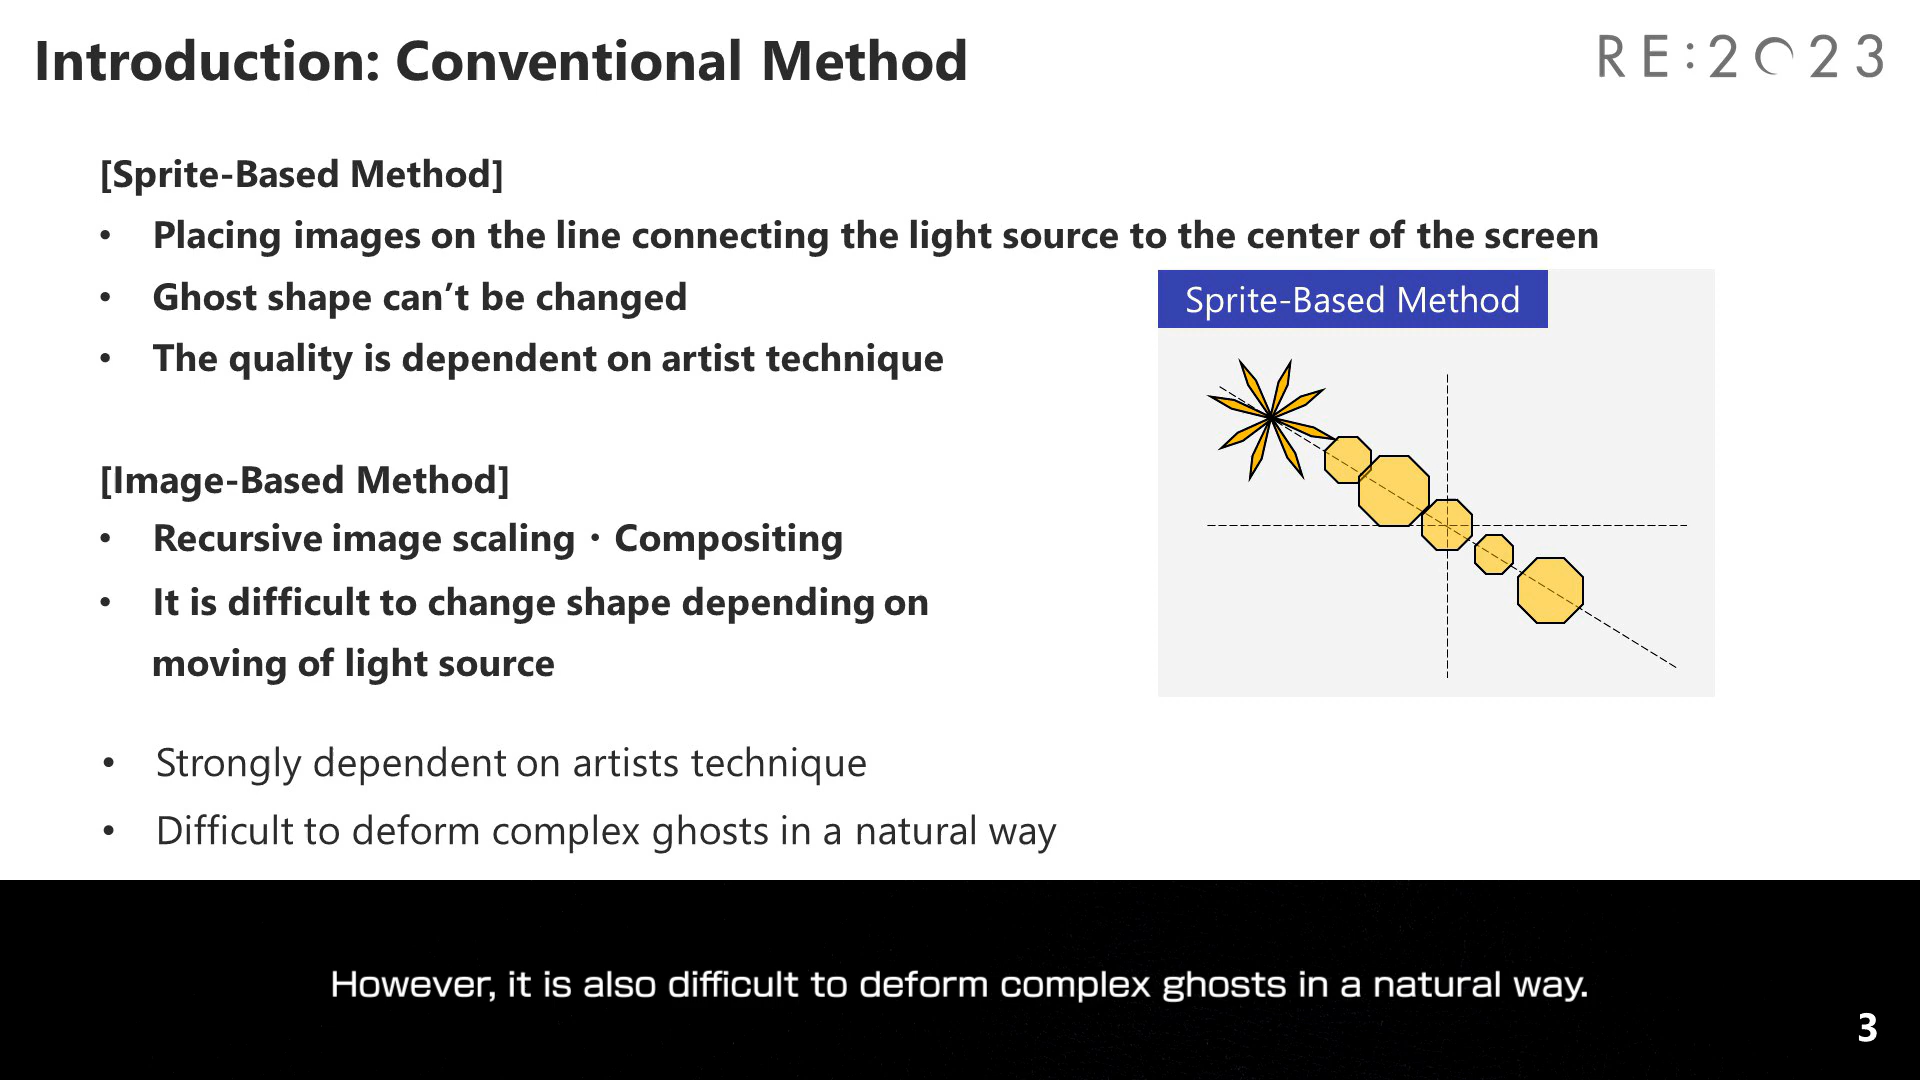 Introduction: Conventional Method
RE:2023
[Sprite-Based Method]
• Placing images on the line connecting the light source to the center of the screen
• Ghost shape can’t be changed
• The quality is dependent on artist technique
Sprite-Based Method
[Image-Based Method]
• Recursive image scaling・Compositing
• It is difficult to change shape depending on
moving of light source
• Strongly dependent on artists technique
• Difficult to deform complex ghosts in a natural way
However, it is also difficult to deform complex ghosts in a natural way.
3